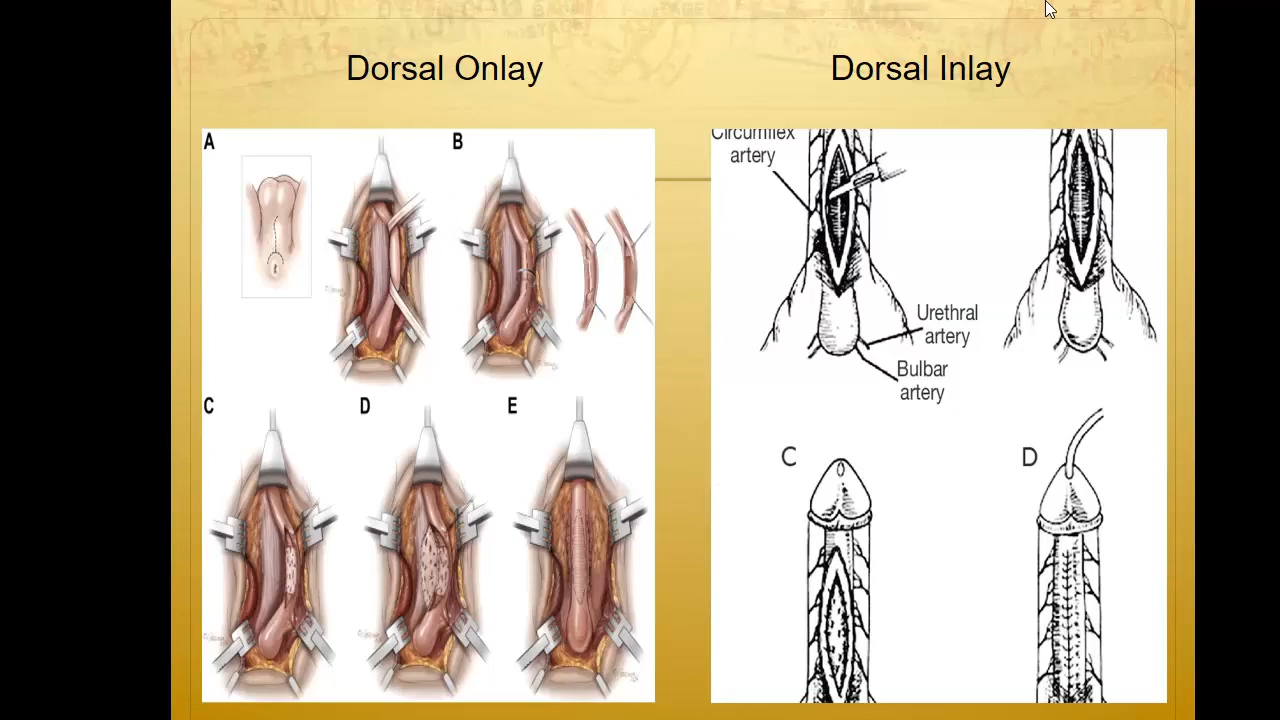 Dorsal Onlay
Dorsal Inlay
A
B
C
D
E
Circumflex
artery
Urethral
artery
Bulbar
artery
C
D